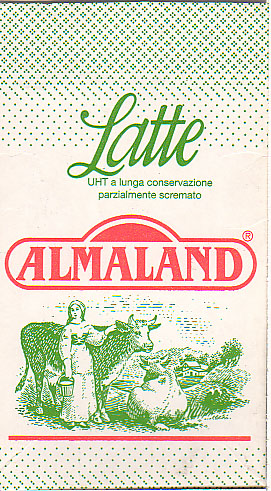 Latte
UHT a lunga conservazione
parzialmente scremato
ALMALAND®